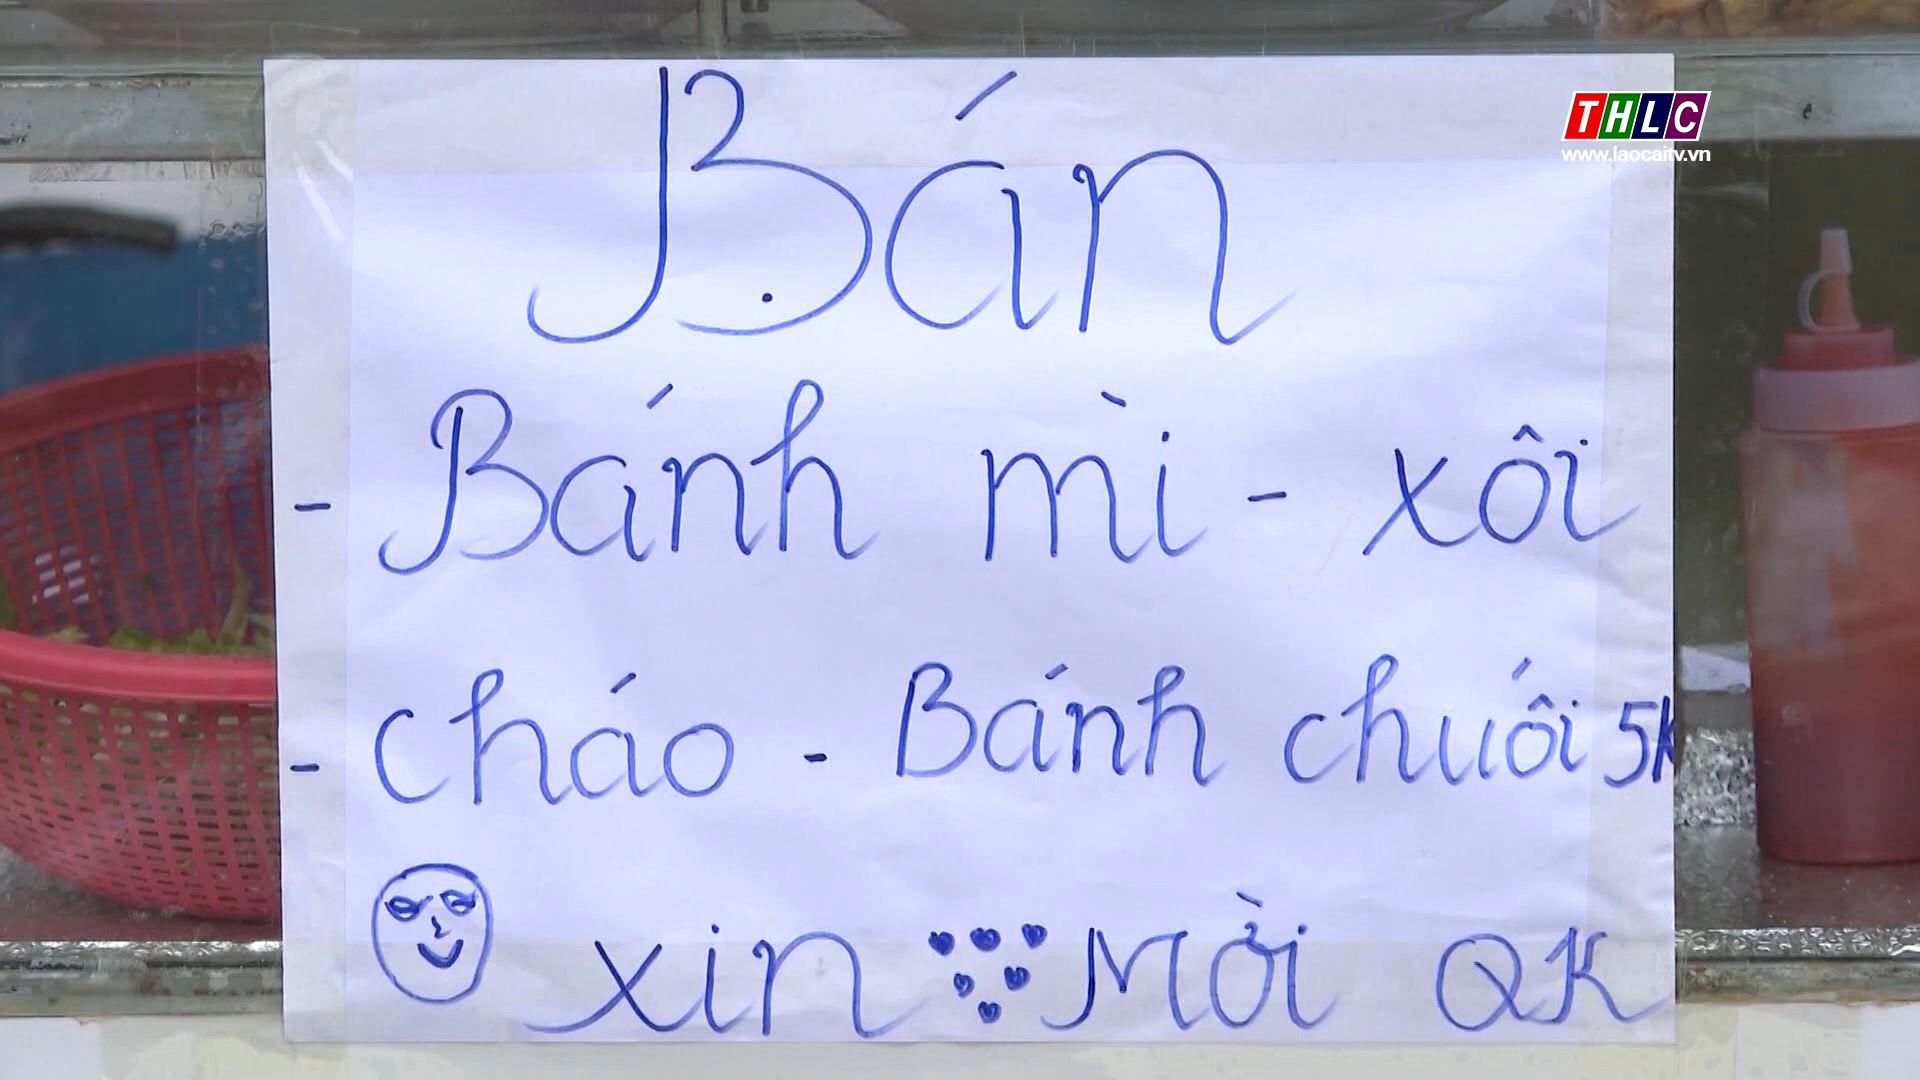 THLC
www.laocaitv.vn
Bán
- Bánh mì - xôi
- cháo - Bánh chuối 5K
xin Mời QK